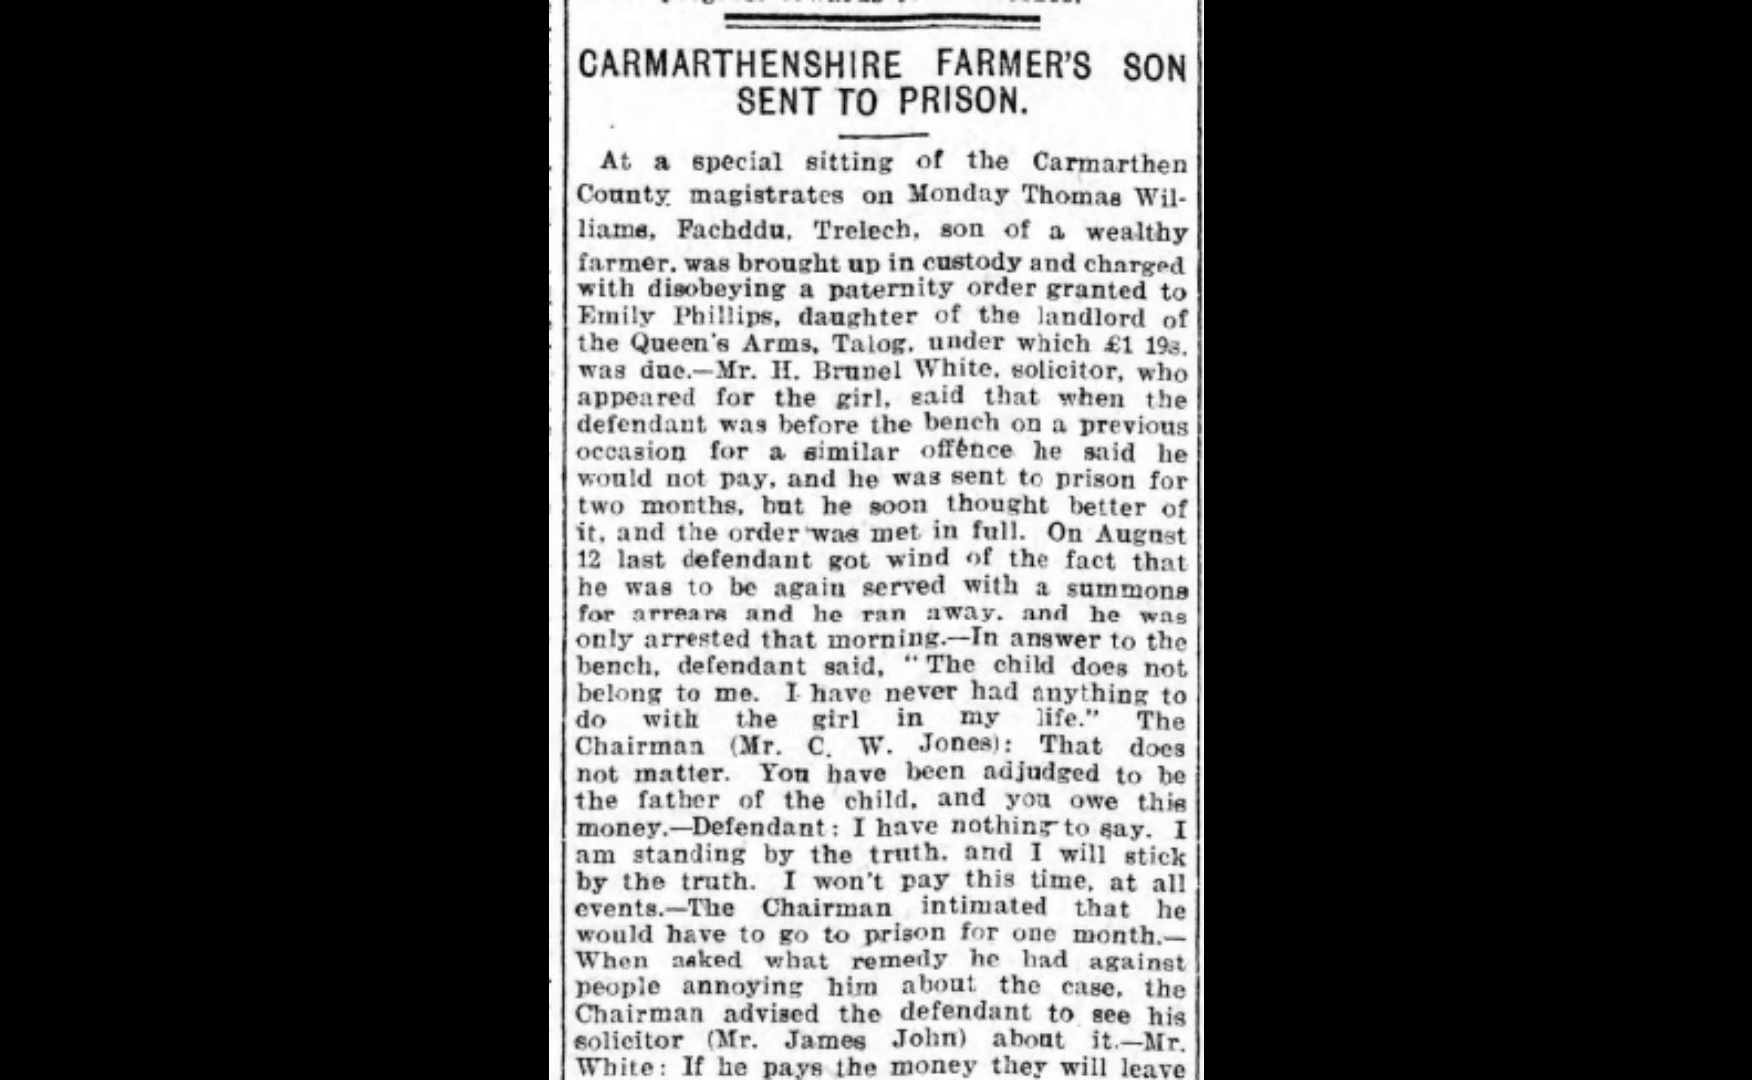 CARMARTHENSHIRE FARMER'S SON
SENT TO PRISON.
At a special sitting of the Carmarthen
County magistrates on Monday Thomas Wil-
liams, Fachddu, Trelech, son of a wealthy
farmer, was brought up in custody and charged
with disobeying a paternity order granted to
Emily Phillips, daughter of the landlord of
the Queen's Arms, Talog, under which £1 19s.
was due.—Mr. H. Brunel White, solicitor, who
appeared for the girl, said that when the
defendant was before the bench on a previous
occasion for a similar offence he said he
would not pay, and he was sent to prison for
two months, but he soon thought better of
it, and the order was met in full. On August
12 last defendant got wind of the fact that
he was to be again served with a summons
for arrears and he ran away, and he was
only arrested that morning.—In answer to the
bench, defendant said, "The child does not
belong to me. I have never had anything to
do with the girl in my life." The
Chairman (Mr. C. W. Jones): That does
not matter. You have been adjudged to be
the father of the child, and you owe this
money.—Defendant: I have nothing to say. I
am standing by the truth, and I will stick
by the truth. I won't pay this time, at all
events.—The Chairman intimated that he
would have to go to prison for one month.—
When asked what remedy he had against
people annoying him about the case, the
Chairman advised the defendant to see his
solicitor (Mr. James John) about it.—Mr.
White: If he pays the money they will leave